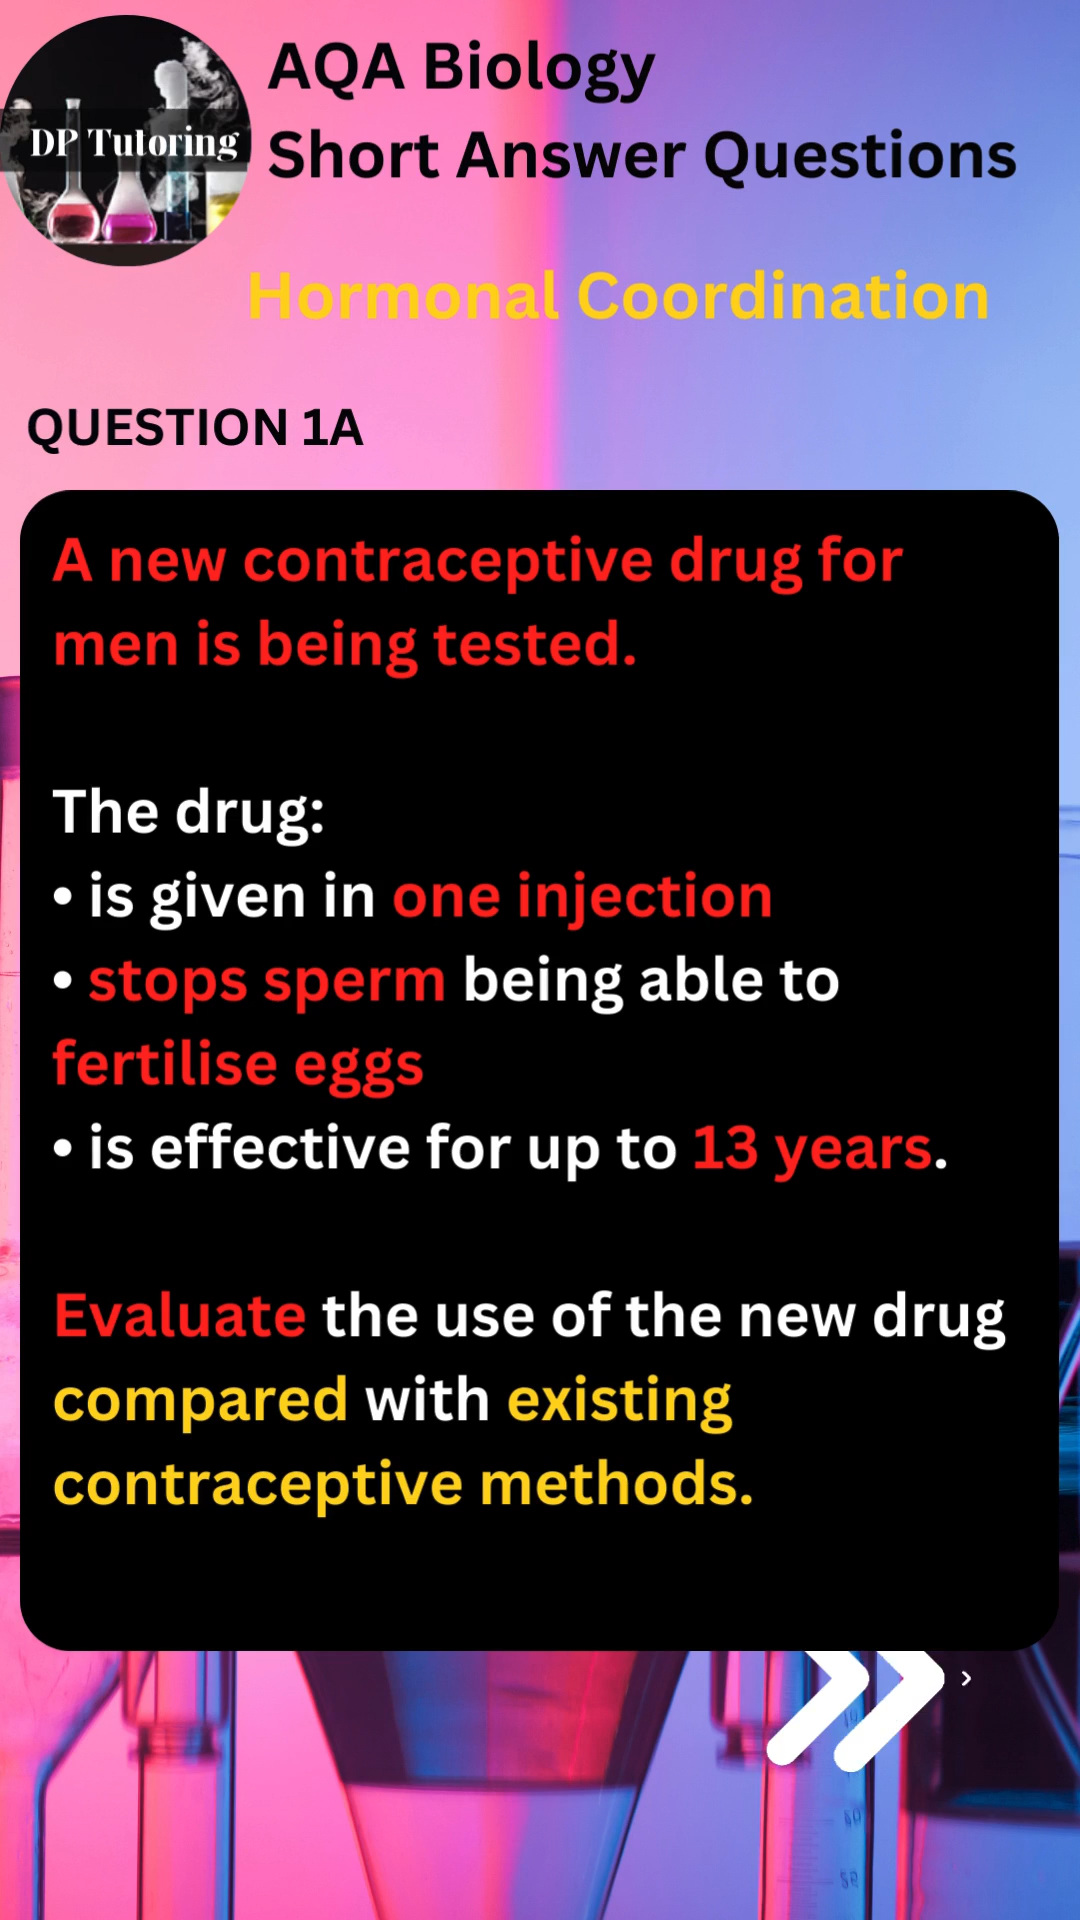 DP Tutoring
AQA Biology
Short Answer Questions
Hormonal Coordination
QUESTION 1A
A new contraceptive drug for
men is being tested.
The drug:
• is given in one injection
• stops sperm being able to
fertilise eggs
• is effective for up to 13 years.
Evaluate the use of the new drug
compared with existing
contraceptive methods.